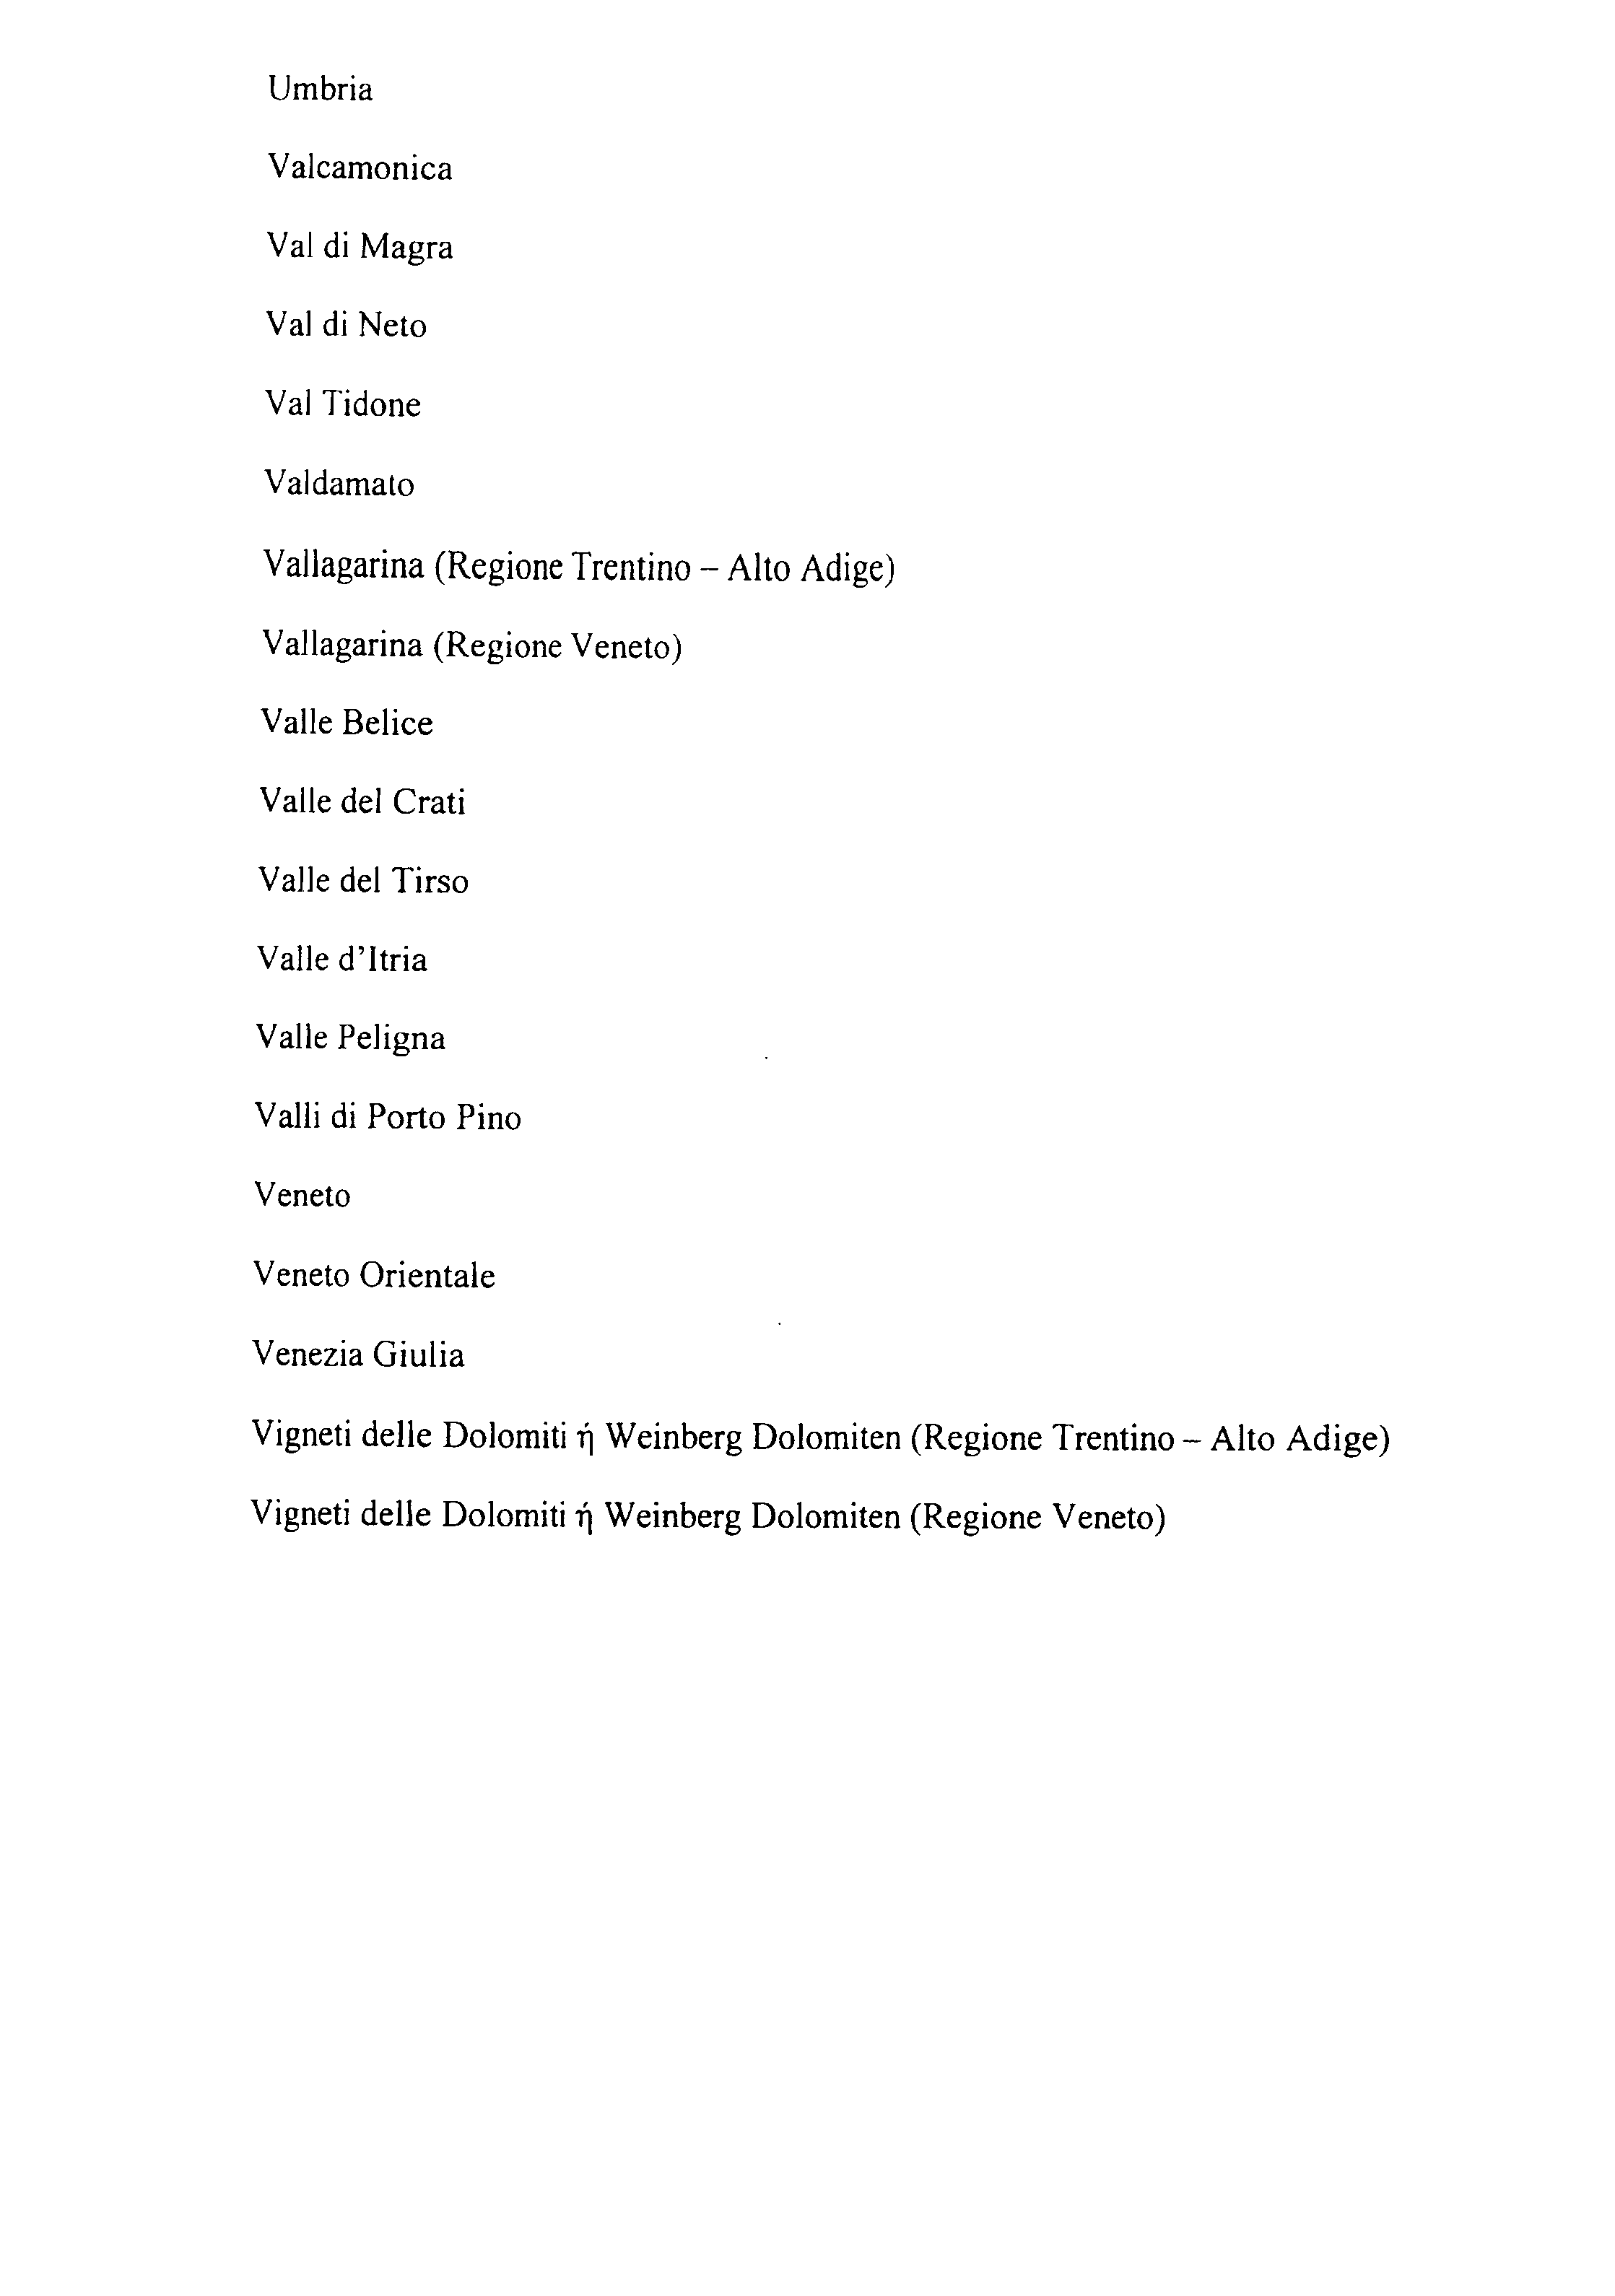 Umbria
Valcamonica
Val di Magra
Val di Neto
Val Tidone
Valdamato
Vallagarina (Regione Trentino – Alto Adige)
Vallagarina (Regione Veneto)
Valle Belice
Valle del Crati
Valle del Tirso
Valle d’Itria
Valle Peligna
Valli di Porto Pino
Veneto
Veneto Orientale
Venezia Giulia
Vigneti delle Dolomiti ή Weinberg Dolomiten (Regione Trentino – Alto Adige)
Vigneti delle Dolomiti ή Weinberg Dolomiten (Regione Veneto)